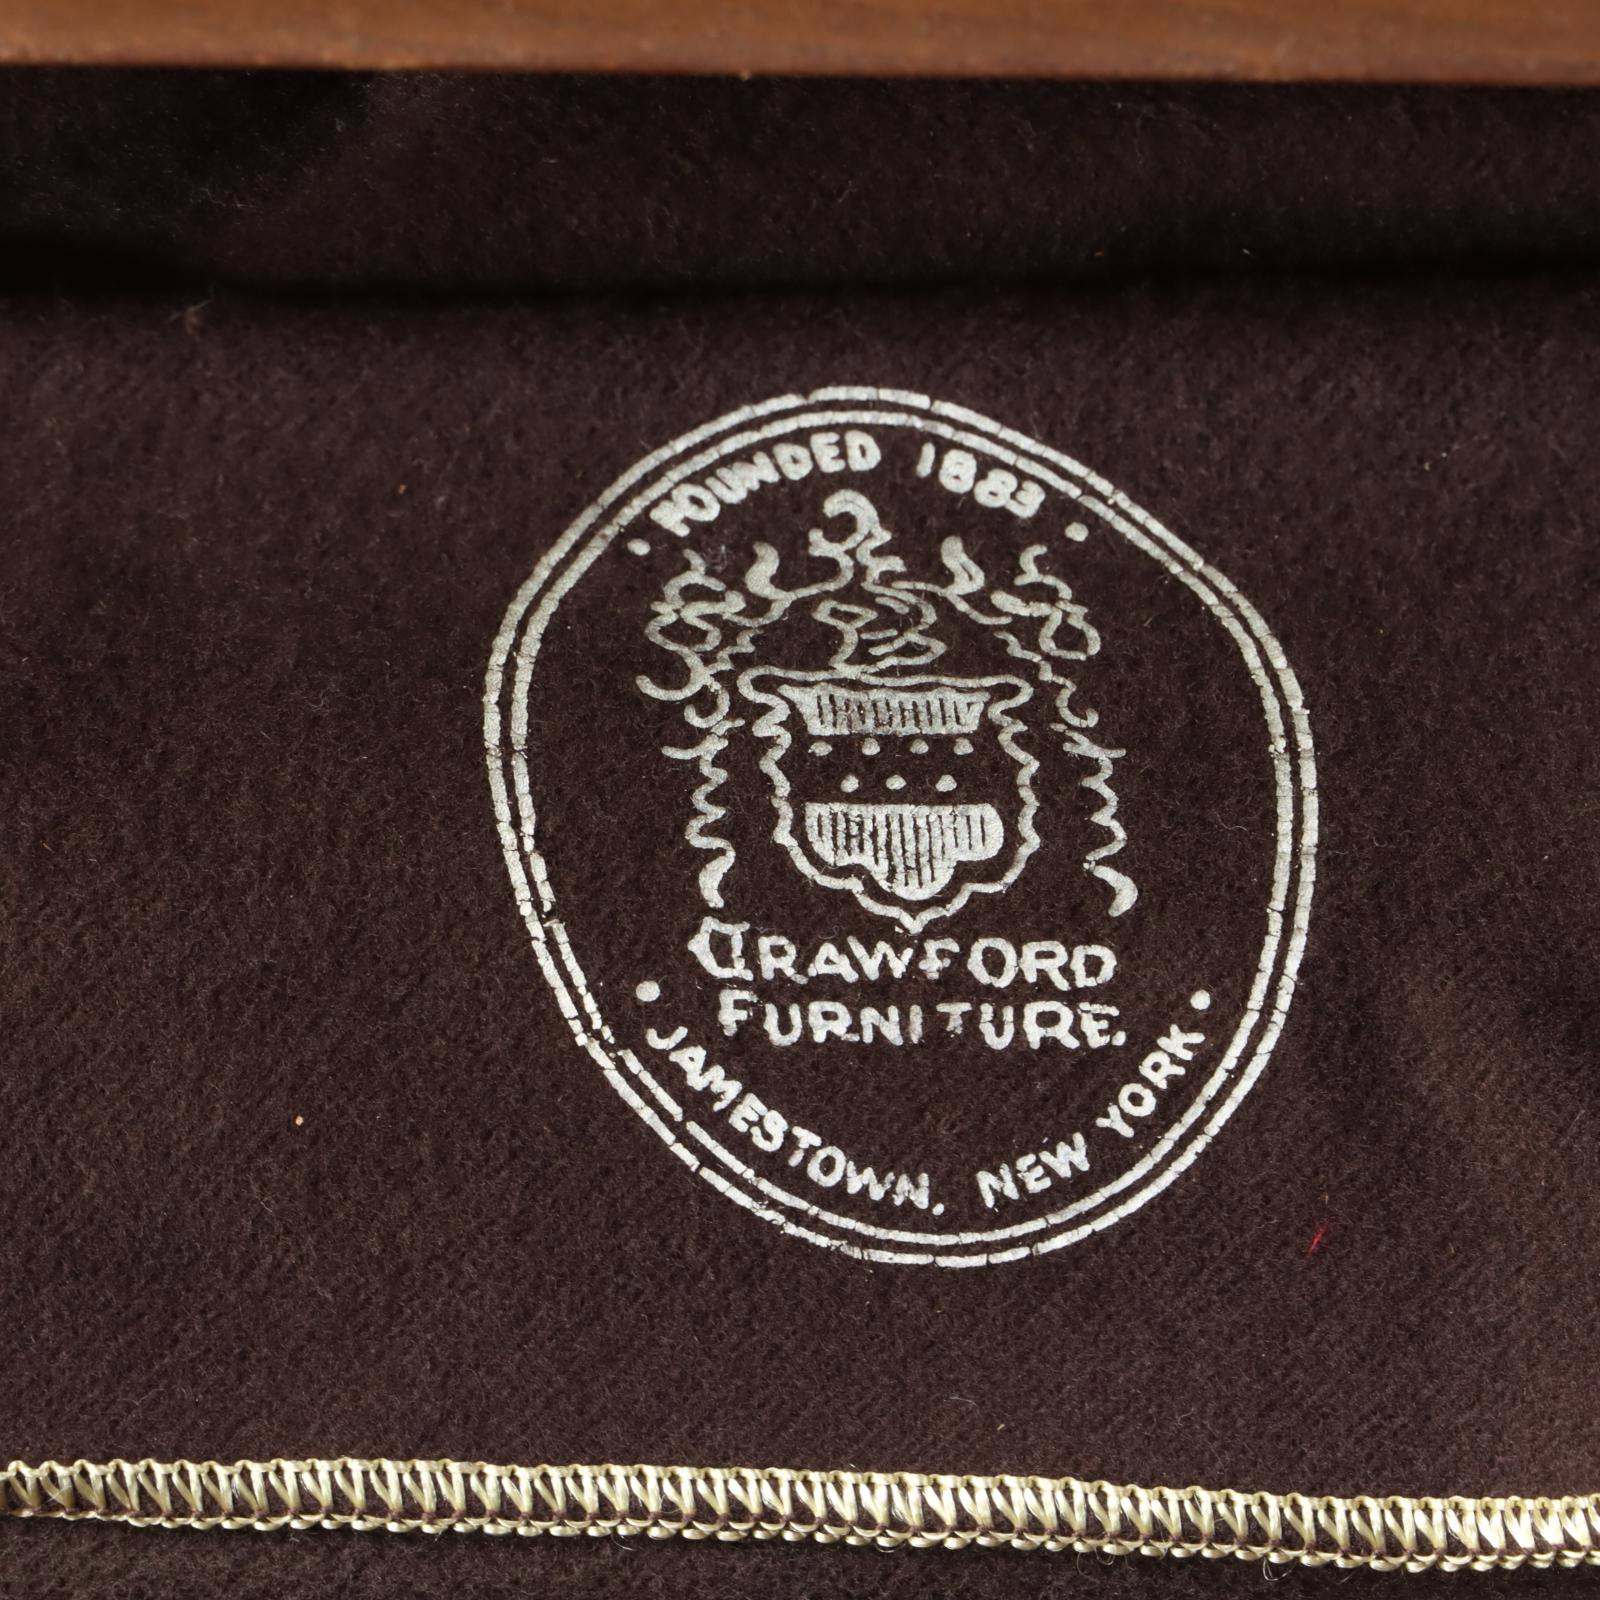 FOUNDED 1883
CRAWFORD
FURNITURE
JAMESTOWN, NEW YORK